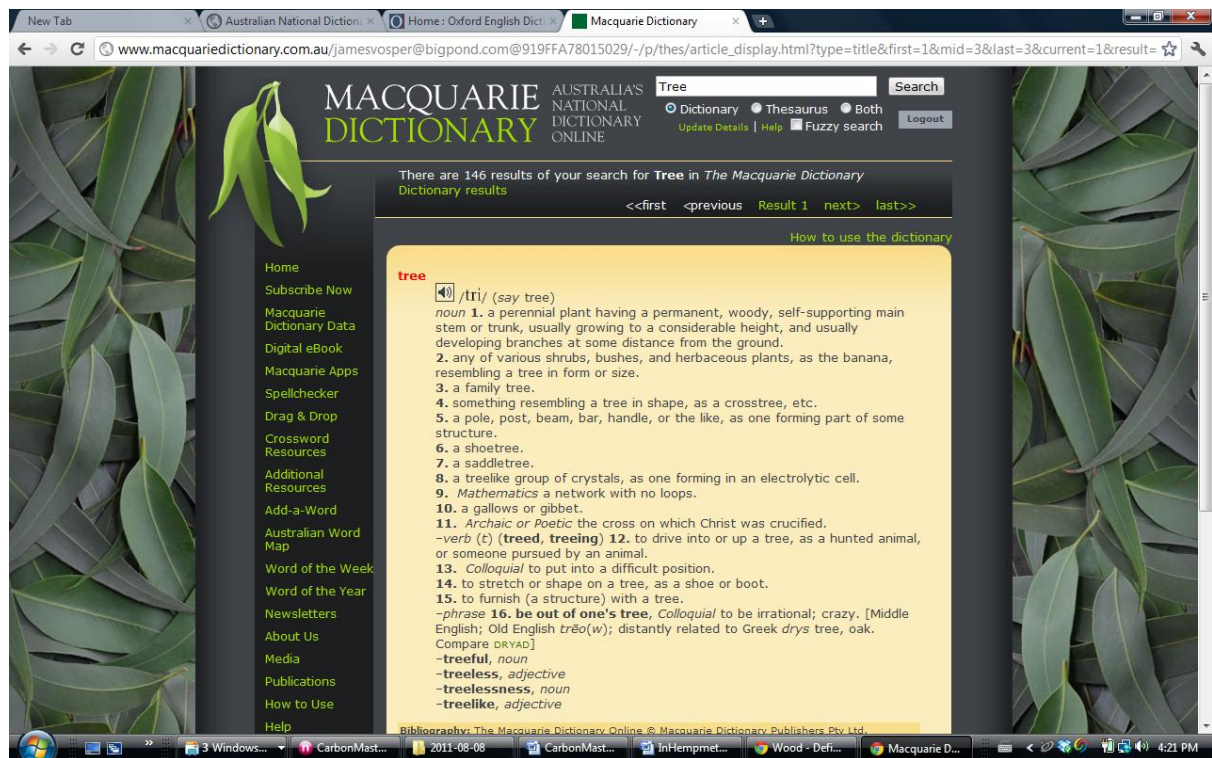 New Tab
Australian National Diction
Home : Oxford English Dicti
Macquarie Dictionary
www.macquariedictionary.com.au/jamesvosper@bigpond.com@919FFA78015029/-/p/thes/article_display.html?type=title&first=1&mid=3&last=3&current=1&result=
MACQUARIE
DICTIONARY
AUSTRALIA'S
NATIONAL
DICTIONARY
ONLINE
Tree
Search
Dictionary Thesaurus Both
Update Details | Help Fuzzy search
Logout
There are 146 results of your search for Tree in The Macquarie Dictionary
Dictionary results
<<first <previous Result 1 next> last>>
How to use the dictionary
Home
Subscribe Now
Macquarie
Dictionary Data
Digital eBook
Macquarie Apps
Spellchecker
Drag & Drop
Crossword
Resources
Additional
Resources
Add-a-Word
Australian Word
Map
Word of the Week
Word of the Year
Newsletters
About Us
Media
Publications
How to Use
Help
tree
/tri/ (say tree)
noun 1. a perennial plant having a permanent, woody, self-supporting main
stem or trunk, usually growing to a considerable height, and usually
developing branches at some distance from the ground.
2. any of various shrubs, bushes, and herbaceous plants, as the banana,
resembling a tree in form or size.
3. a family tree.
4. something resembling a tree in shape, as a crosstree, etc.
5. a pole, post, beam, bar, handle, or the like, as one forming part of some
structure.
6. a shoetree.
7. a saddletree.
8. a treelike group of crystals, as one forming in an electrolytic cell.
9. Mathematics a network with no loops.
10. a gallows or gibbet.
11. Archaic or Poetic the cross on which Christ was crucified.
–verb (t) (treed, treeing) 12. to drive into or up a tree, as a hunted animal,
or someone pursued by an animal.
13. Colloquial to put into a difficult position.
14. to stretch or shape on a tree, as a shoe or boot.
15. to furnish (a structure) with a tree.
–phrase 16. be out of one's tree, Colloquial to be irrational; crazy. [Middle
English; Old English trēo(w); distantly related to Greek drys tree, oak.
Compare DRYAD]
–treeful, noun
–treeless, adjective
–treelessness, noun
–treelike, adjective
Bibliography: The Macquarie Dictionary Online © Macquarie Dictionary Publishers Pty Ltd.
3 Windows...
CarbonMast...
2011-08-08
CarbonMast...
InHempmet...
Wood - Defi...
Macquarie D...
4:21 PM